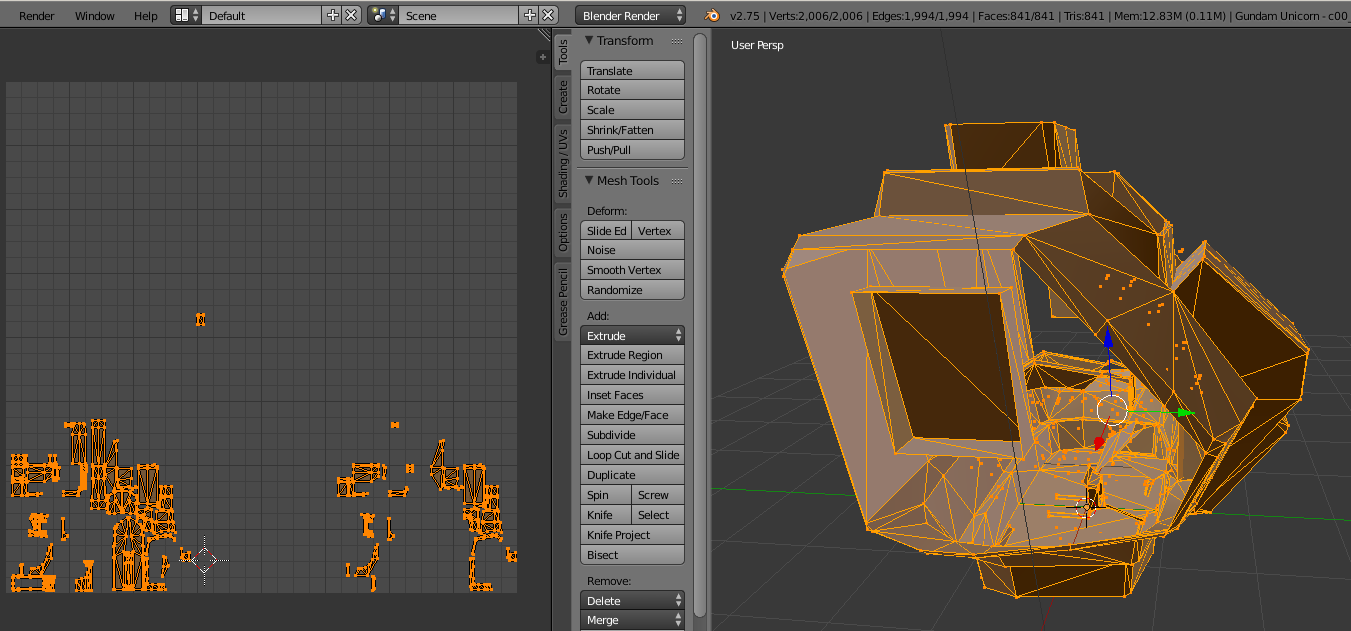 Render Window Help Default Scene Blender Render v2.75 | Verts:2,006/2,006 | Edges:1,994/1,994 | Faces:841/841 | Tris:841 | Mem:12.83M (0.11M) | Gundam Unicorn - c00_
User Persp
Tools
Create
Shading / UVs
Options
Grease Pencil
Transform
Translate
Rotate
Scale
Shrink/Fatten
Push/Pull
Mesh Tools
Deform:
Slide Ed Vertex
Noise
Smooth Vertex
Randomize
Add:
Extrude
Extrude Region
Extrude Individual
Inset Faces
Make Edge/Face
Subdivide
Loop Cut and Slide
Duplicate
Spin Screw
Knife Select
Knife Project
Bisect
Remove:
Delete
Merge